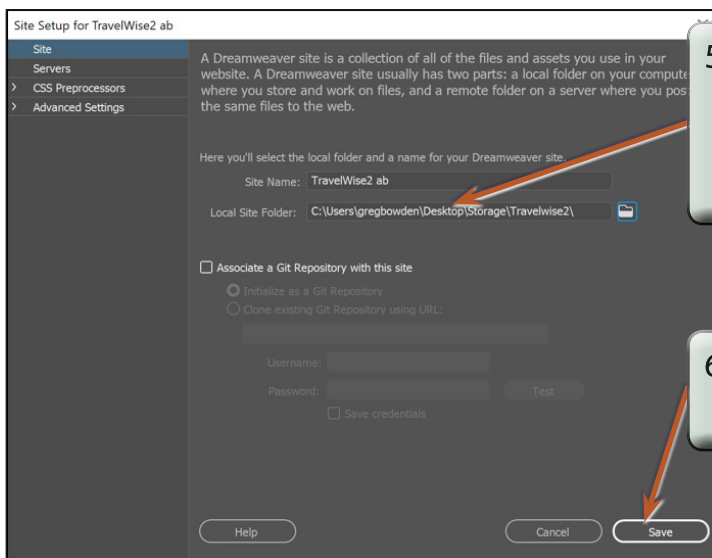 Site Setup for TravelWise2 ab
Site
Servers
CSS Preprocessors
Advanced Settings
A Dreamweaver site is a collection of all of the files and assets you use in your
website. A Dreamweaver site usually has two parts: a local folder on your
where you store and work on files, and a remote folder on a server where you
the same files to the web.
Here you'll select the local folder and a name for your Dreamweaver site.
Site Name: TravelWise2 ab
Local Site Folder: C:\Users\gregbowden\Desktop\Storage\Travelwise2\
Associate a Git Repository with this site
Initialize as a Git Repository
Clone existing Git Repository using URL:
Username:
Password:
Test
Save credentials
Help
Cancel
Save